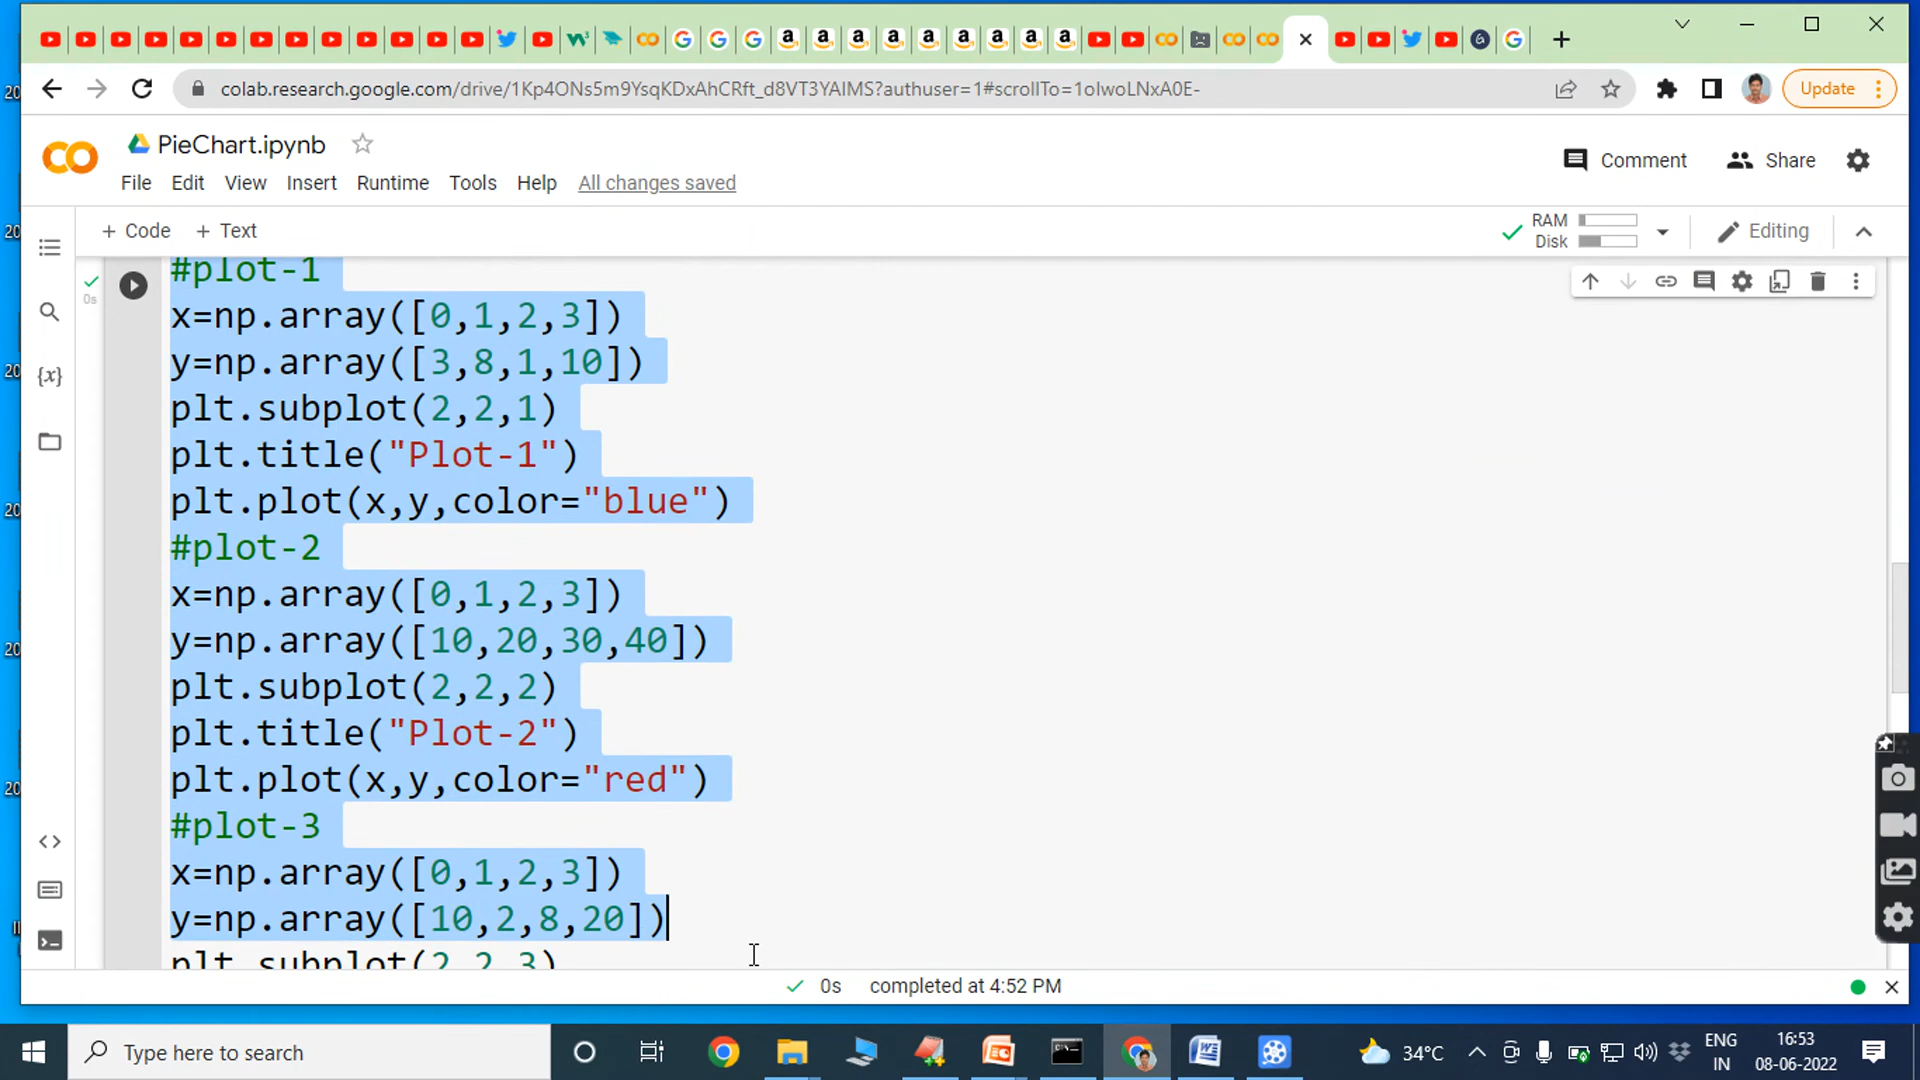 colab.research.google.com/drive/1Kp4ONs5m9YsqKDxAhCRft_d8VT3YAIMS?authuser=1#scrollTo=1oIwoLNxA0E-
Update
PieChart.ipynb
File Edit View Insert Runtime Tools Help All changes saved
Comment
Share
+ Code + Text
RAM
Disk
Editing
#plot-1
0s
x=np.array([0,1,2,3])
y=np.array([3,8,1,10])
plt.subplot(2,2,1)
plt.title("Plot-1")
plt.plot(x,y,color="blue")
#plot-2
x=np.array([0,1,2,3])
y=np.array([10,20,30,40])
plt.subplot(2,2,2)
plt.title("Plot-2")
plt.plot(x,y,color="red")
#plot-3
x=np.array([0,1,2,3])
y=np.array([10,2,8,20])
plt.subplot(2,2,3)
0s completed at 4:52 PM
Type here to search
34°C
ENG
IN
16:53
08-06-2022